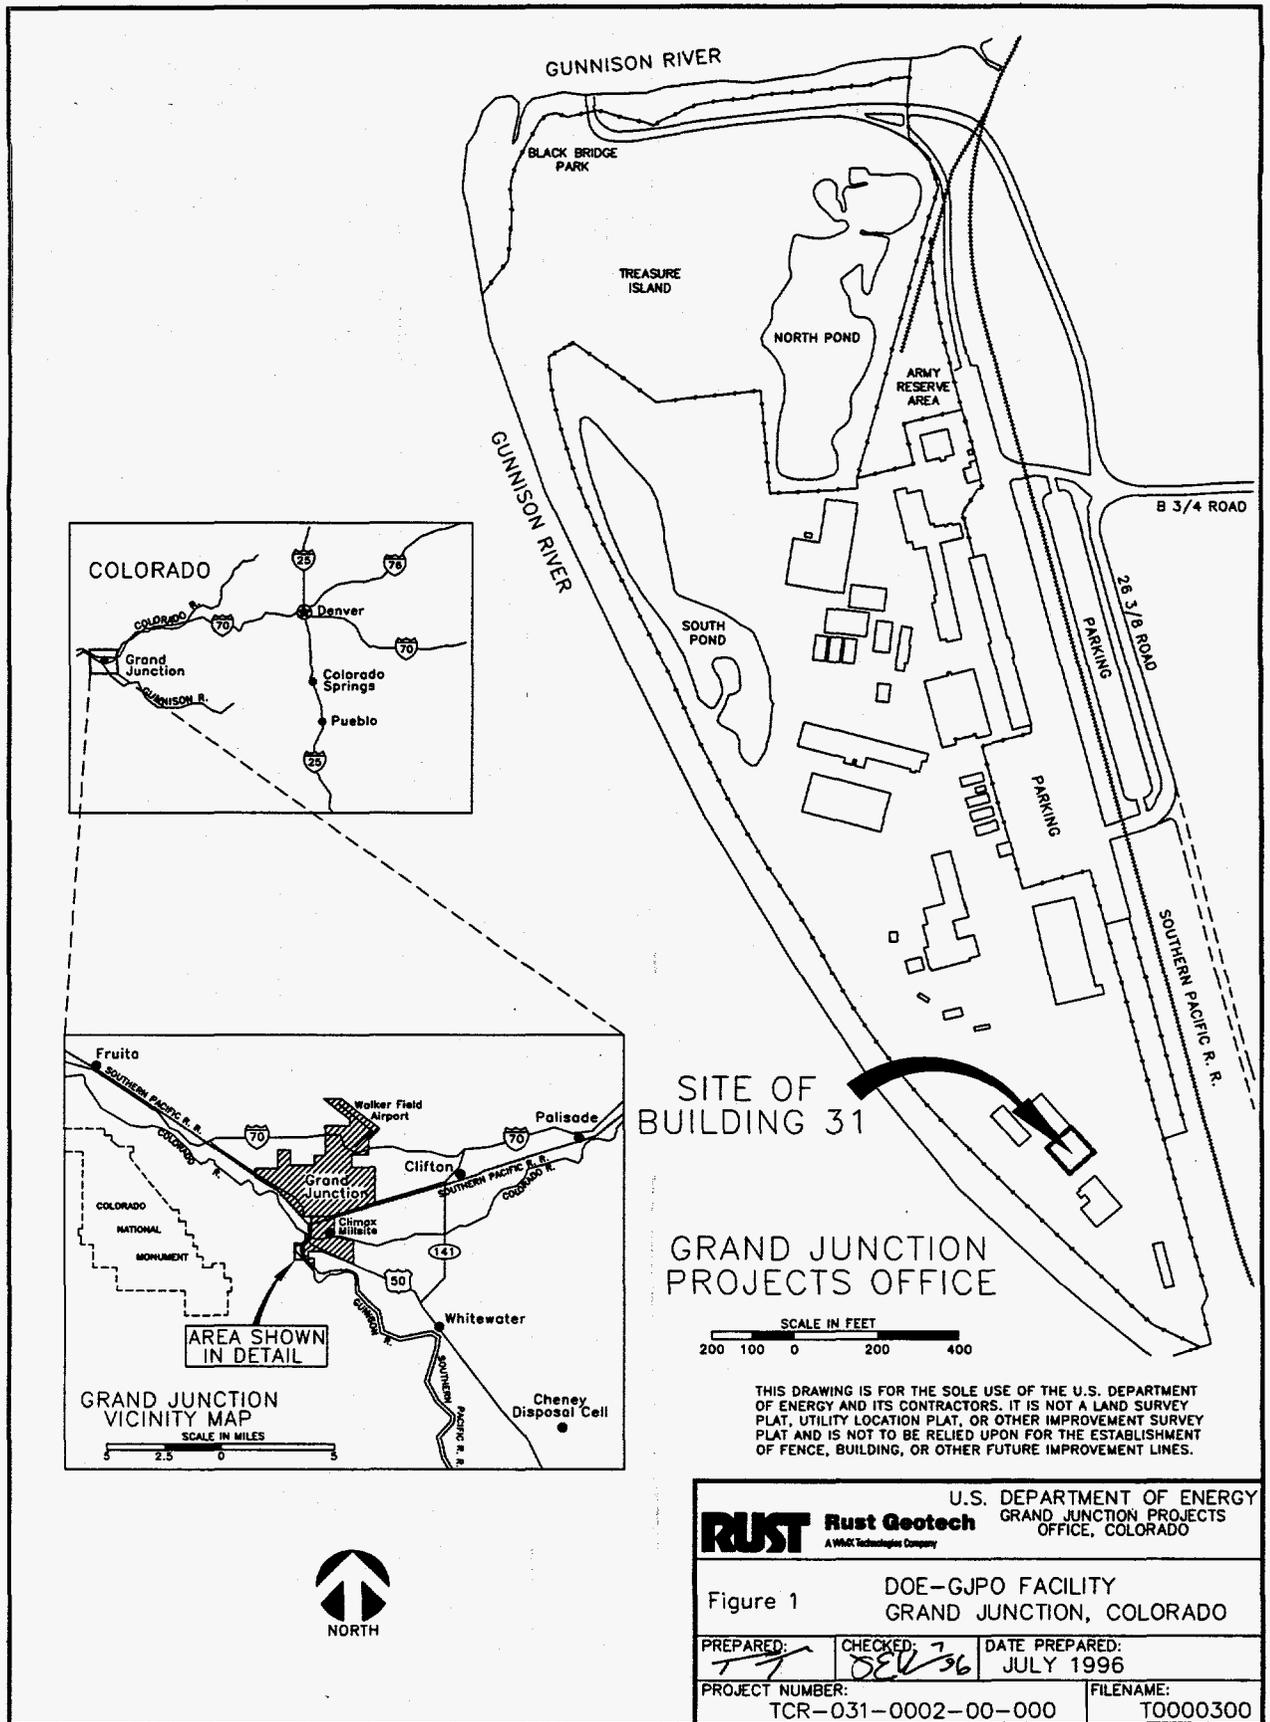 GUNNISON RIVER
BLACK BRIDGE
PARK
TREASURE
ISLAND
NORTH POND
ARMY
RESERVE
AREA
GUNNISON RIVER
B 3/4 ROAD
26 3/8 ROAD
PARKING
SOUTH
POND
PARKING
SOUTHERN PACIFIC R. R.
COLORADO
25
76
COLORADO R.
70
Denver
70
Grand
Junction
GUNNISON R.
Colorado
Springs
Pueblo
25
SITE OF
BUILDING 31
GRAND JUNCTION
PROJECTS OFFICE
SCALE IN FEET
200 100 0 200 400
Fruita
SOUTHERN PACIFIC R. R.
COLORADO R.
70
Walker Field
Airport
Palisade
70
Clifton
SOUTHERN PACIFIC R. R.
COLORADO R.
Grand
Junction
COLORADO
NATIONAL
MONUMENT
Climax
Millsite
141
50
GUNNISON R.
Whitewater
AREA SHOWN
IN DETAIL
SOUTHERN PACIFIC R. R.
Cheney
Disposal Cell
GRAND JUNCTION
VICINITY MAP
SCALE IN MILES
5 2.5 0 5
THIS DRAWING IS FOR THE SOLE USE OF THE U.S. DEPARTMENT
OF ENERGY AND ITS CONTRACTORS. IT IS NOT A LAND SURVEY
PLAT, UTILITY LOCATION PLAT, OR OTHER IMPROVEMENT SURVEY
PLAT AND IS NOT TO BE RELIED UPON FOR THE ESTABLISHMENT
OF FENCE, BUILDING, OR OTHER FUTURE IMPROVEMENT LINES.
NORTH
RUST Rust Geotech
A WMX Technologies Company
U.S. DEPARTMENT OF ENERGY
GRAND JUNCTION PROJECTS
OFFICE, COLORADO
Figure 1
DOE-GJPO FACILITY
GRAND JUNCTION, COLORADO
PREPARED:
CHECKED:
DATE PREPARED:
JULY 1996
PROJECT NUMBER:
TCR-031-0002-00-000
FILENAME:
T0000300